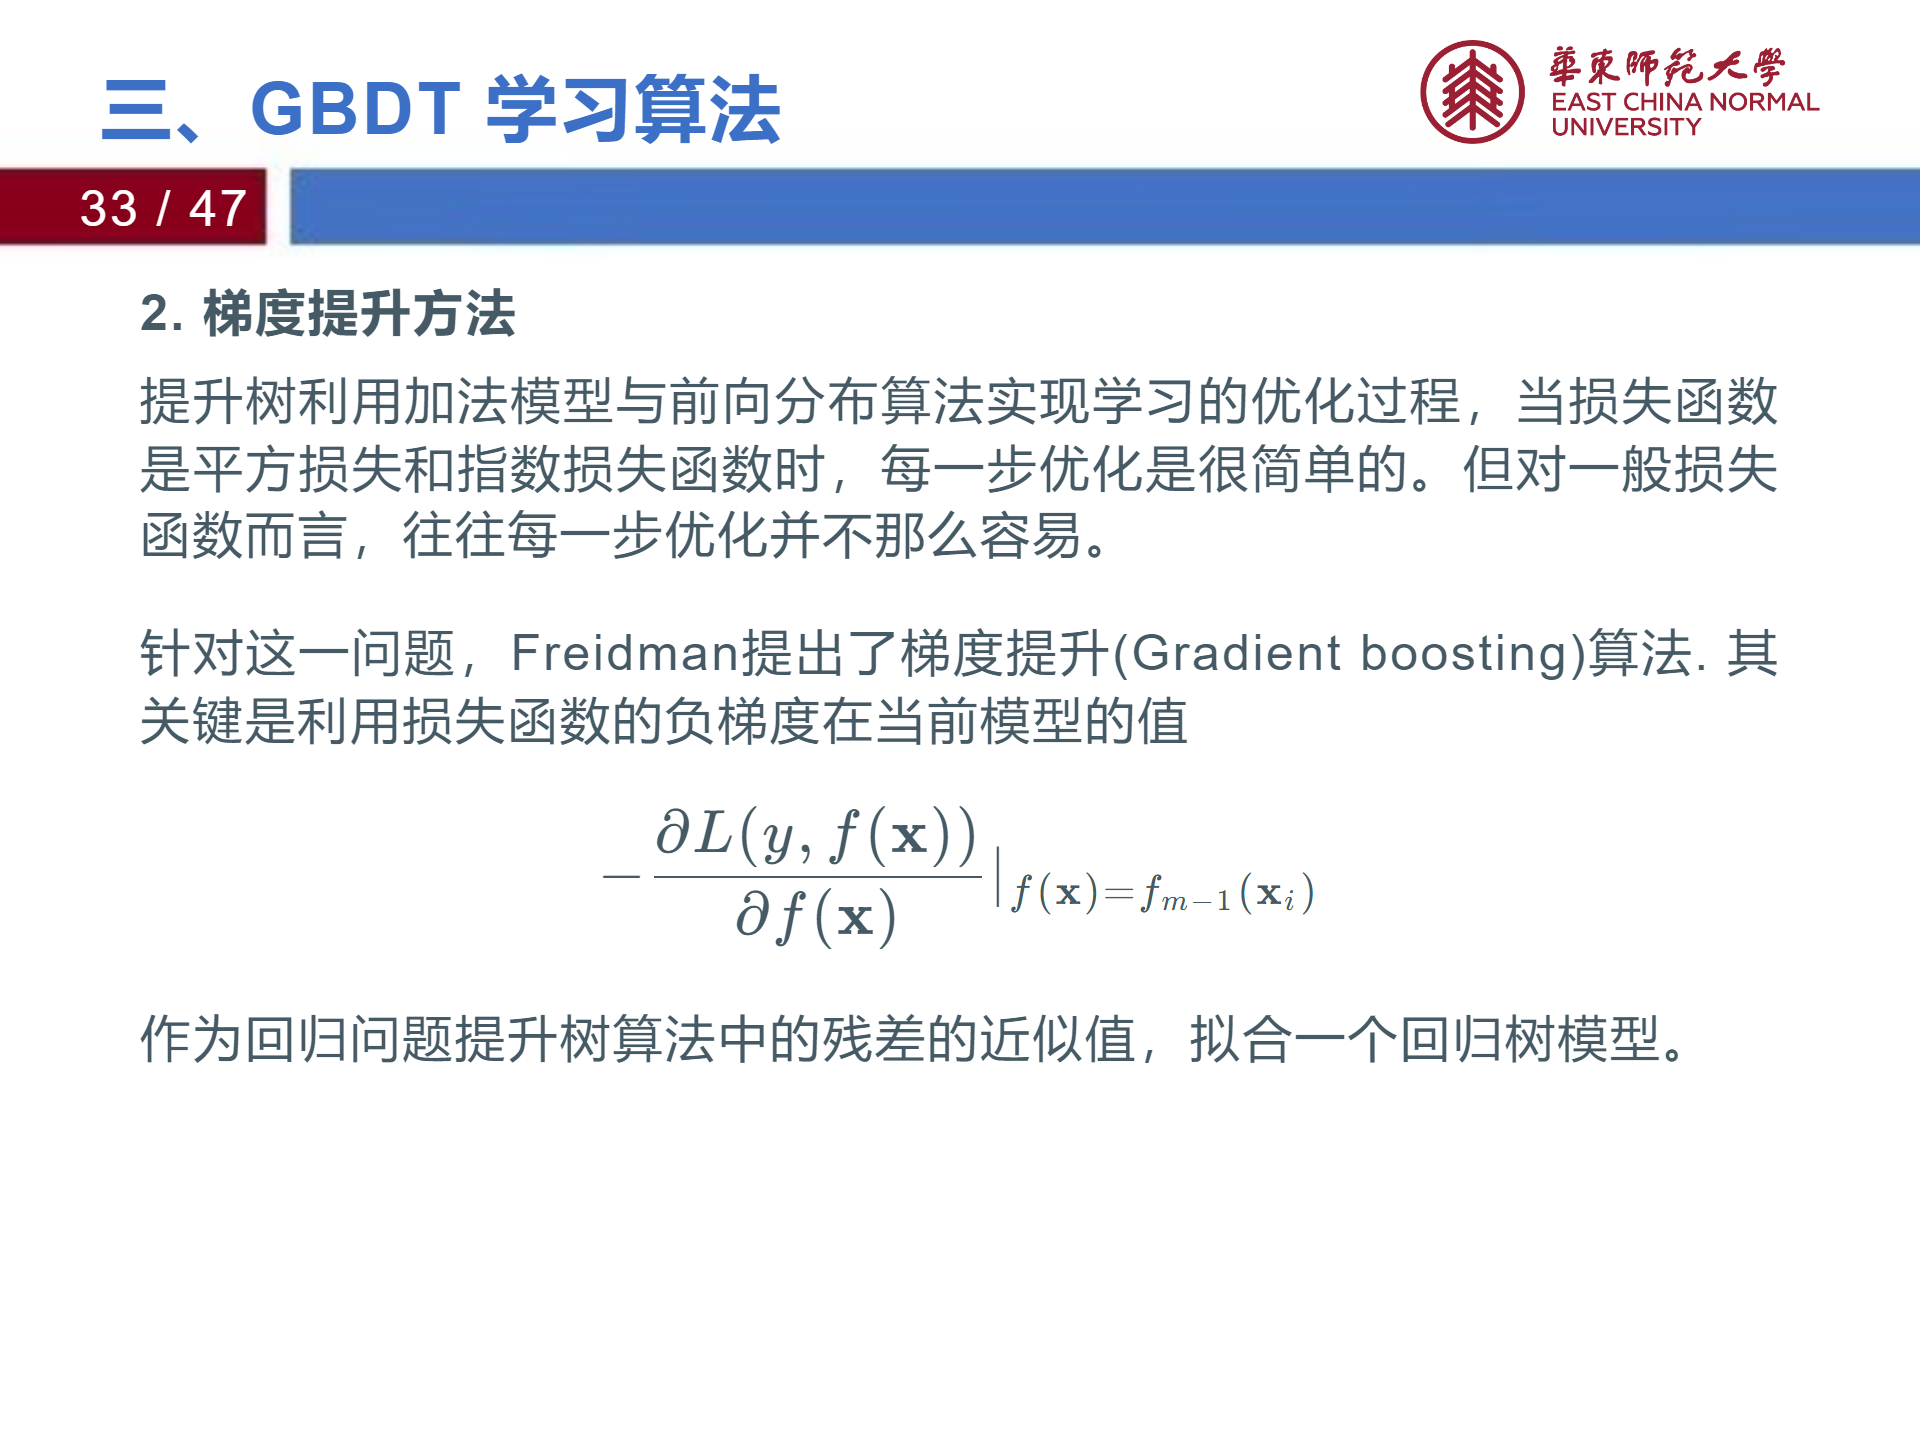 三、GBDT 学习算法
華東師範大學
EAST CHINA NORMAL
UNIVERSITY
33 / 47
2. 梯度提升方法
提升树利用加法模型与前向分布算法实现学习的优化过程，当损失函数
是平方损失和指数损失函数时，每一步优化是很简单的。但对一般损失
函数而言，往往每一步优化并不那么容易。
针对这一问题，Freidman提出了梯度提升(Gradient boosting)算法. 其
关键是利用损失函数的负梯度在当前模型的值
$-\frac{\partial L(y, f(\mathbf{x}))}{\partial f(\mathbf{x})}|_{f(\mathbf{x})=f_{m-1}(\mathbf{x}_i)}$
作为回归问题提升树算法中的残差的近似值，拟合一个回归树模型。